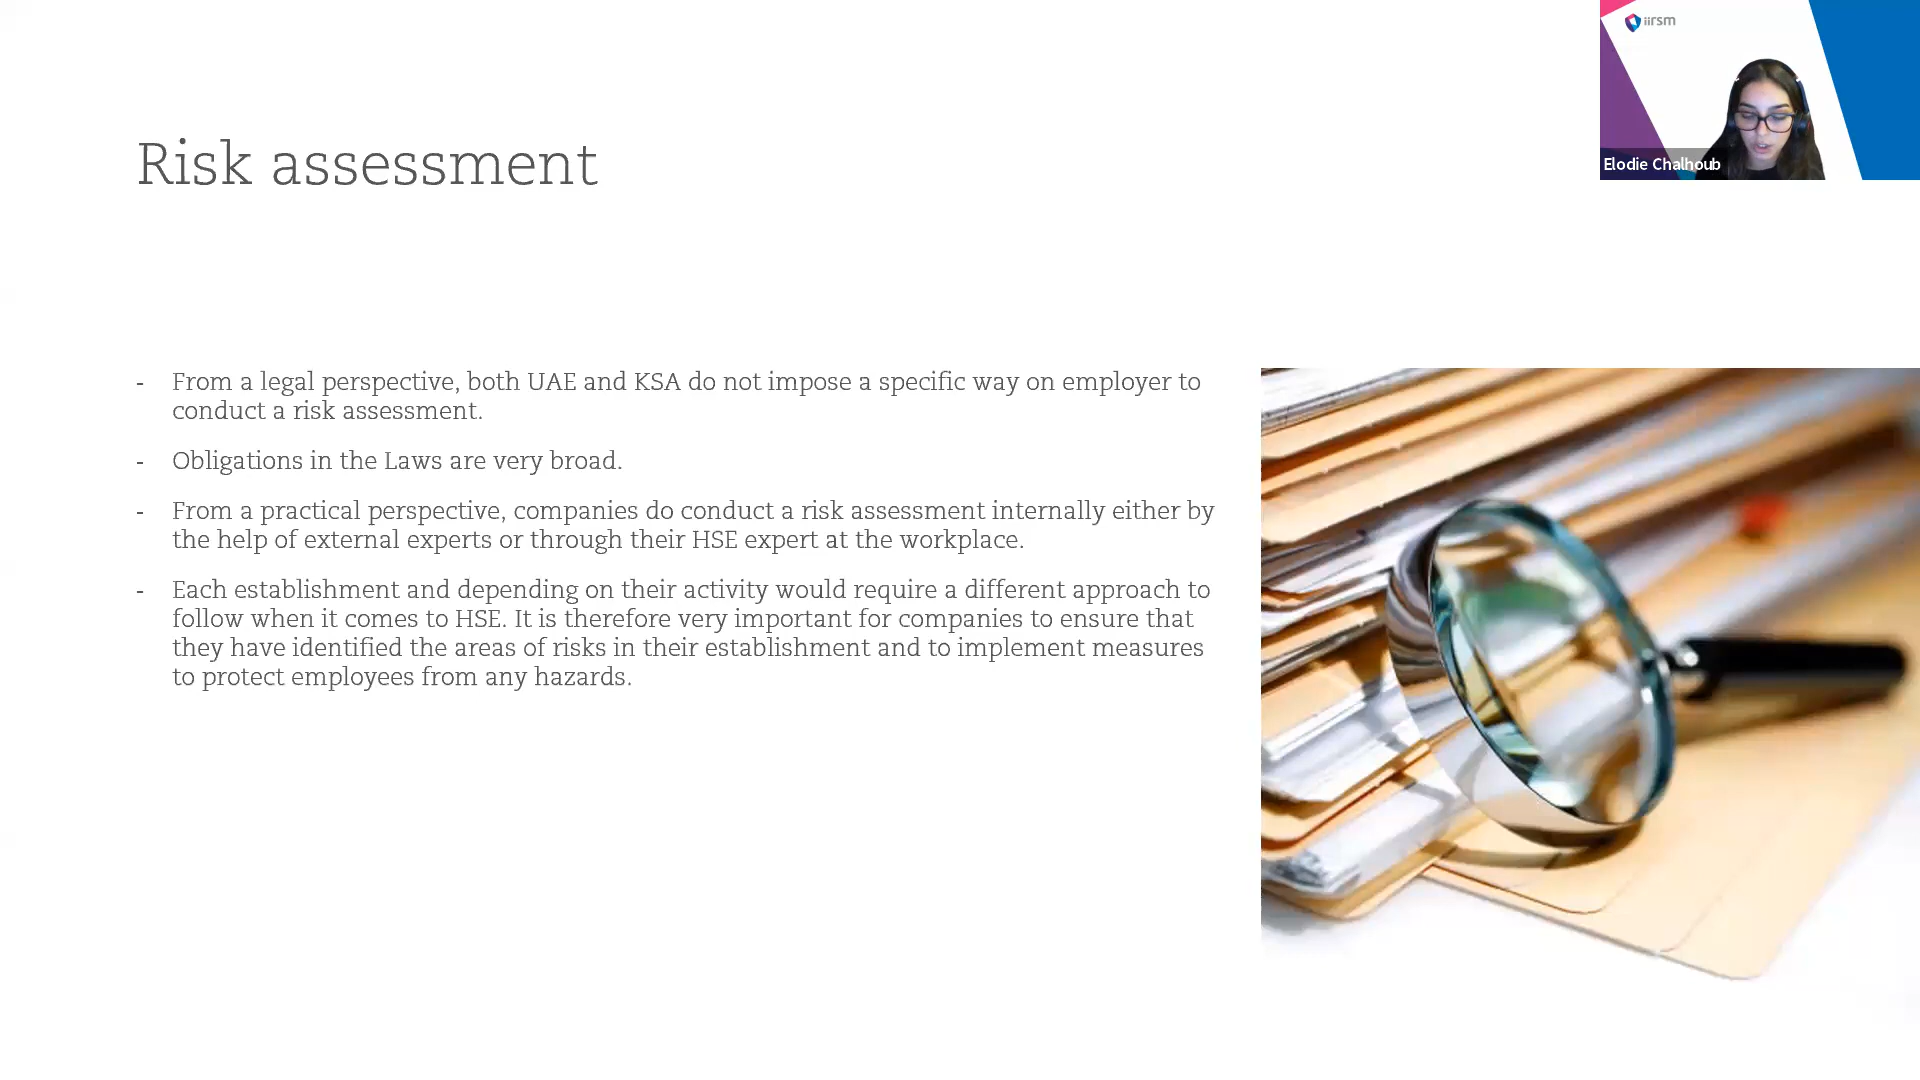 iirsm
Elodie Chalhoub
Risk assessment
- From a legal perspective, both UAE and KSA do not impose a specific way on employer to
conduct a risk assessment.
- Obligations in the Laws are very broad.
- From a practical perspective, companies do conduct a risk assessment internally either by
the help of external experts or through their HSE expert at the workplace.
- Each establishment and depending on their activity would require a different approach to
follow when it comes to HSE. It is therefore very important for companies to ensure that
they have identified the areas of risks in their establishment and to implement measures
to protect employees from any hazards.